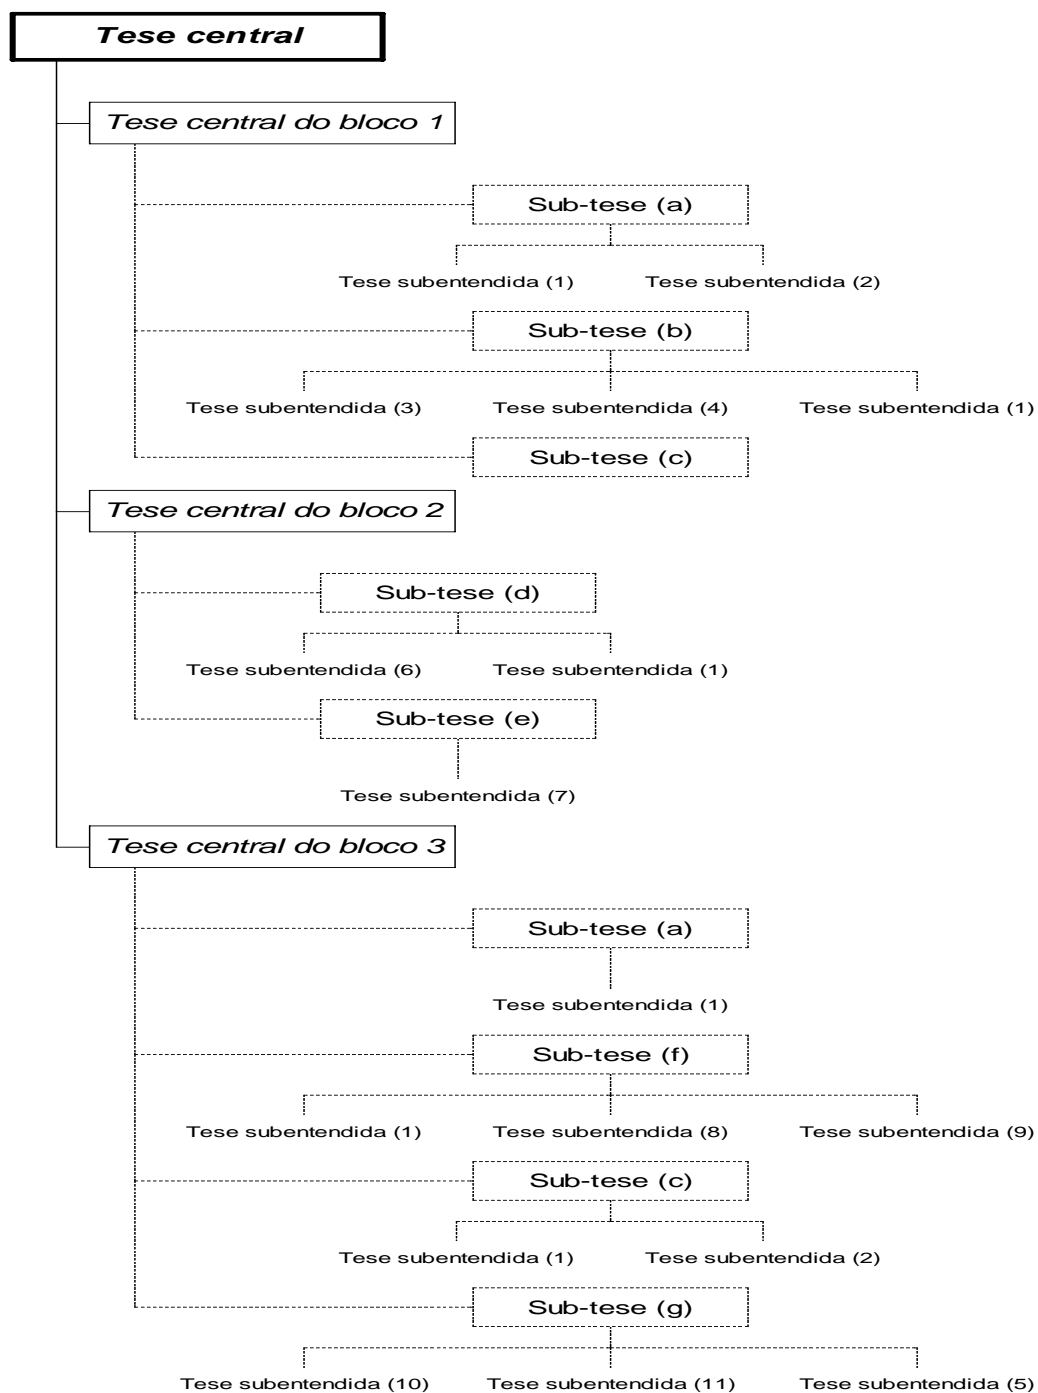 Tese central
Tese central do bloco 1
Sub-tese (a)
Tese subentendida (1) Tese subentendida (2)
Sub-tese (b)
Tese subentendida (3) Tese subentendida (4) Tese subentendida (1)
Sub-tese (c)
Tese central do bloco 2
Sub-tese (d)
Tese subentendida (6) Tese subentendida (1)
Sub-tese (e)
Tese subentendida (7)
Tese central do bloco 3
Sub-tese (a)
Tese subentendida (1)
Sub-tese (f)
Tese subentendida (1) Tese subentendida (8) Tese subentendida (9)
Sub-tese (c)
Tese subentendida (1) Tese subentendida (2)
Sub-tese (g)
Tese subentendida (10) Tese subentendida (11) Tese subentendida (5)